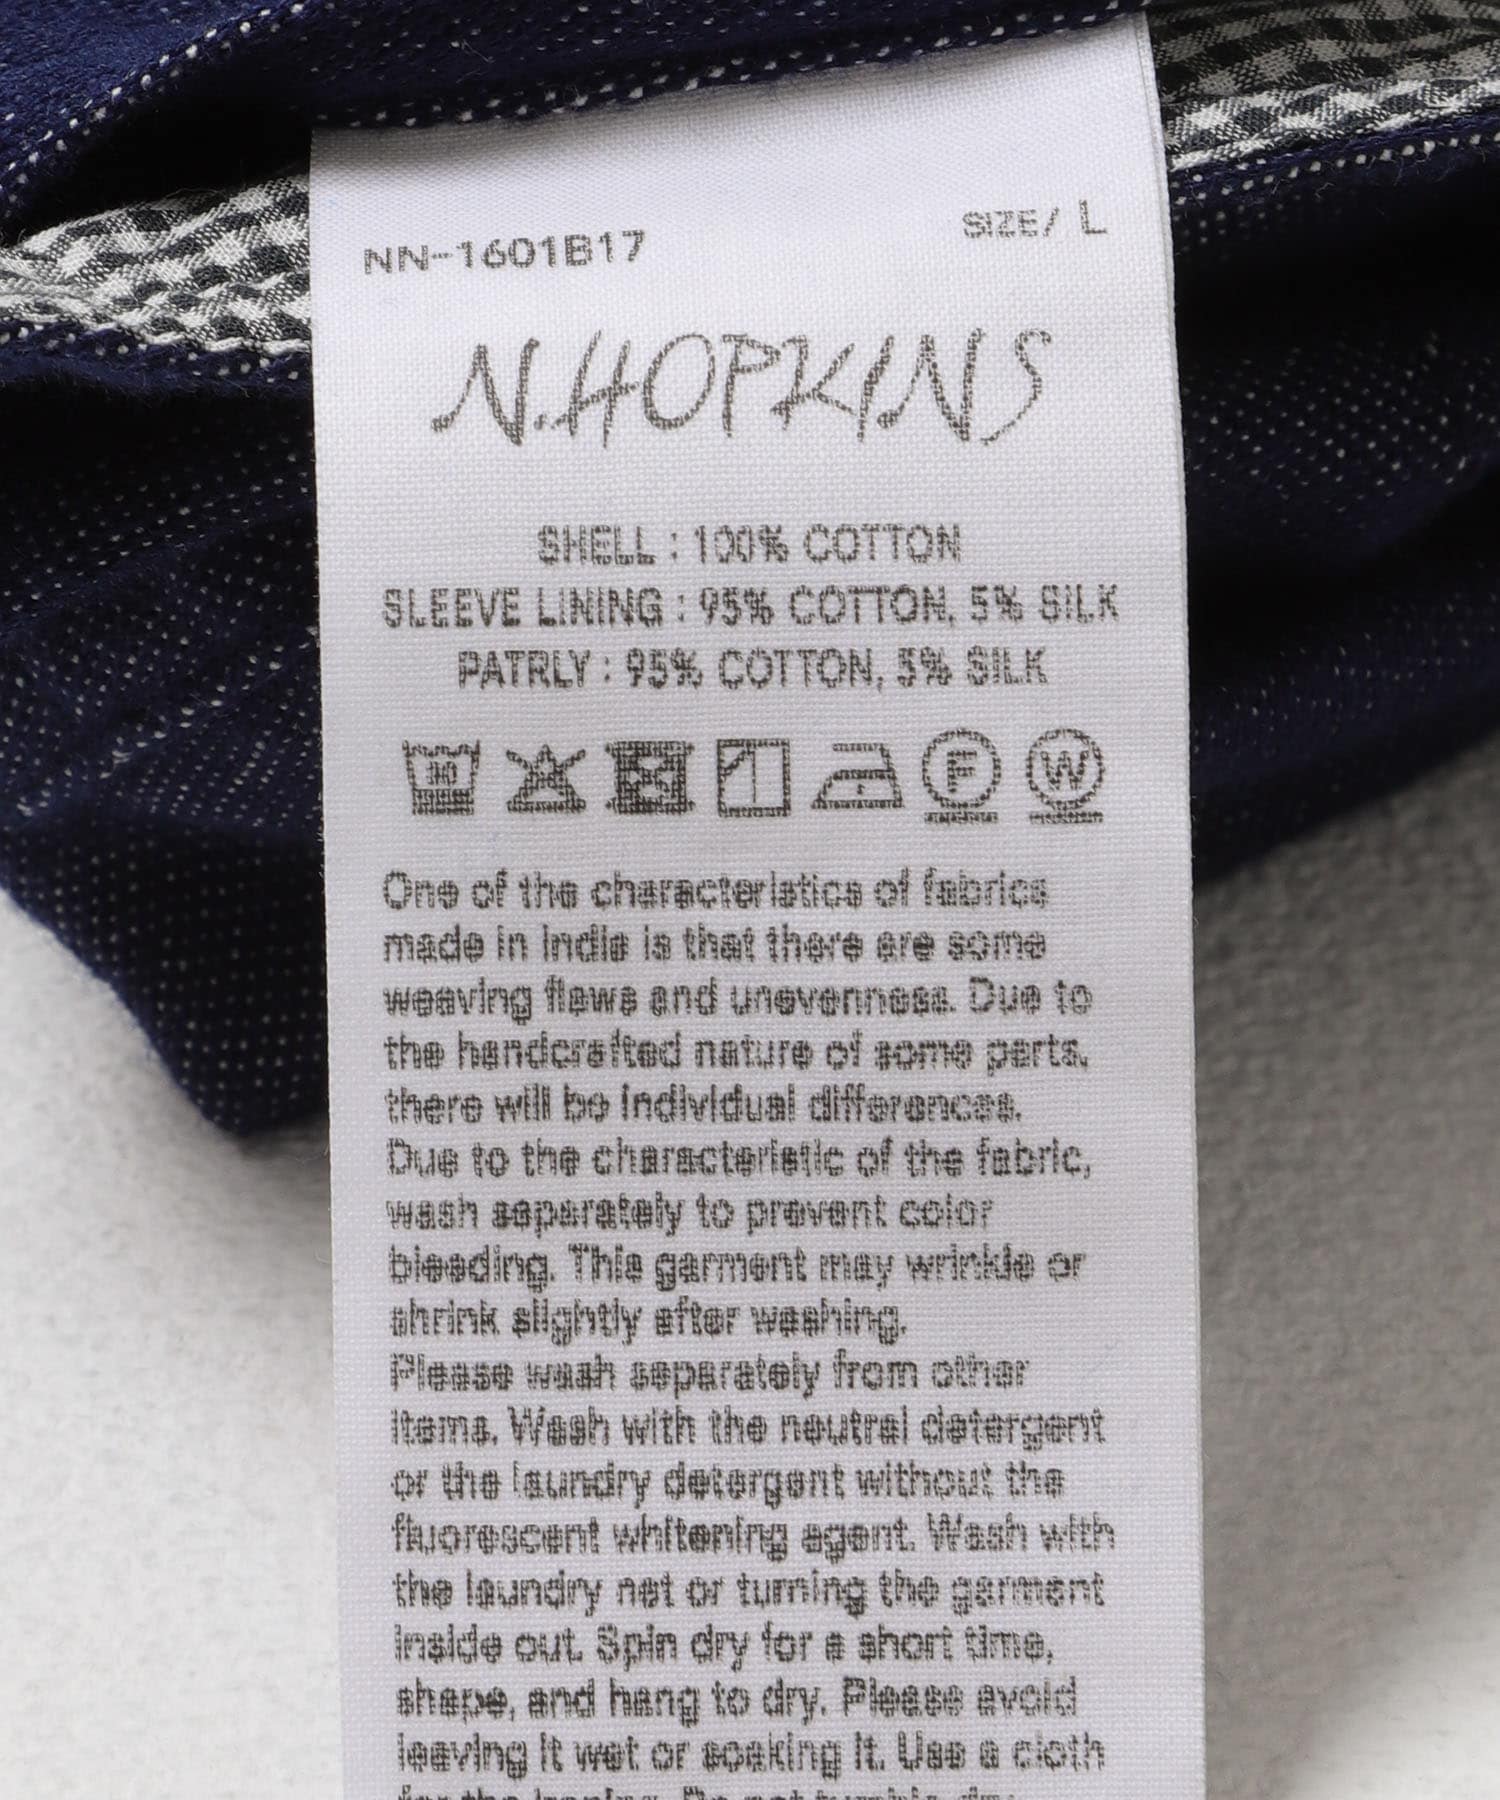 NN-1601B17
SIZE/ L
N.HOPKINS
SHELL : 100% COTTON
SLEEVE LINING : 95% COTTON, 5% SILK
PATRLY : 95% COTTON, 5% SILK
F W
One of the characteristics of fabrics
made in India is that there are some
weaving flaws and unevenness. Due to
the handcrafted nature of some parts,
there will be individual differences.
Due to the characteristic of the fabric,
wash separately to prevent color
bleeding. This garment may wrinkle or
shrink slightly after washing.
Please wash separately from other
items. Wash with the neutral detergent
or the laundry detergent without the
fluorescent whitening agent. Wash with
the laundry net or turning the garment
inside out. Spin dry for a short time,
shape, and hang to dry. Please avoid
leaving it wet or soaking it. Use a cloth